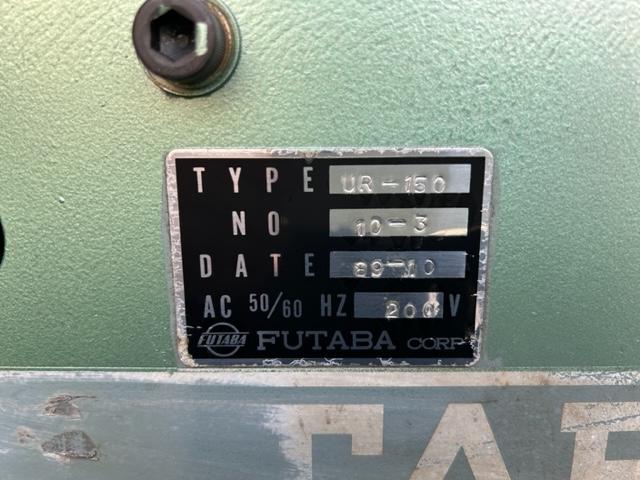 TYPE UR-150
NO 10-3
DATE 89-10
AC 50/60 HZ 200 V
FUTABA FUTABA CORP